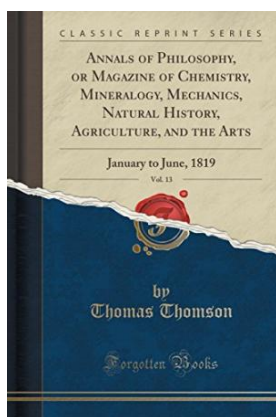 CLASSIC REPRINT SERIES
ANNALS OF PHILOSOPHY,
OR MAGAZINE OF CHEMISTRY,
MINERALOGY, MECHANICS,
NATURAL HISTORY,
AGRICULTURE, AND THE ARTS
JANUARY TO JUNE, 1819
Vol. 13
by
Thomas Thomson
Forgotten Books